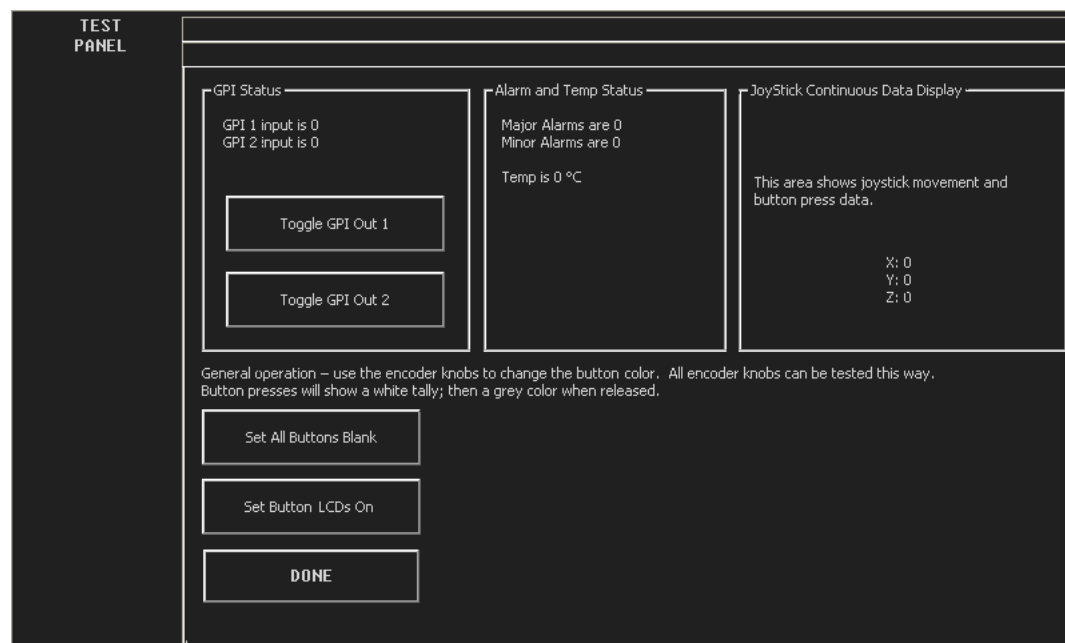 TEST
PANEL
GPI Status
GPI 1 input is 0
GPI 2 input is 0
Toggle GPI Out 1
Toggle GPI Out 2
Alarm and Temp Status
Major Alarms are 0
Minor Alarms are 0
Temp is 0 °C
JoyStick Continuous Data Display
This area shows joystick movement and
button press data.
X: 0
Y: 0
Z: 0
General operation – use the encoder knobs to change the button color.  All encoder knobs can be tested this way.
Button presses will show a white tally; then a grey color when released.
Set All Buttons Blank
Set Button LCDs On
DONE